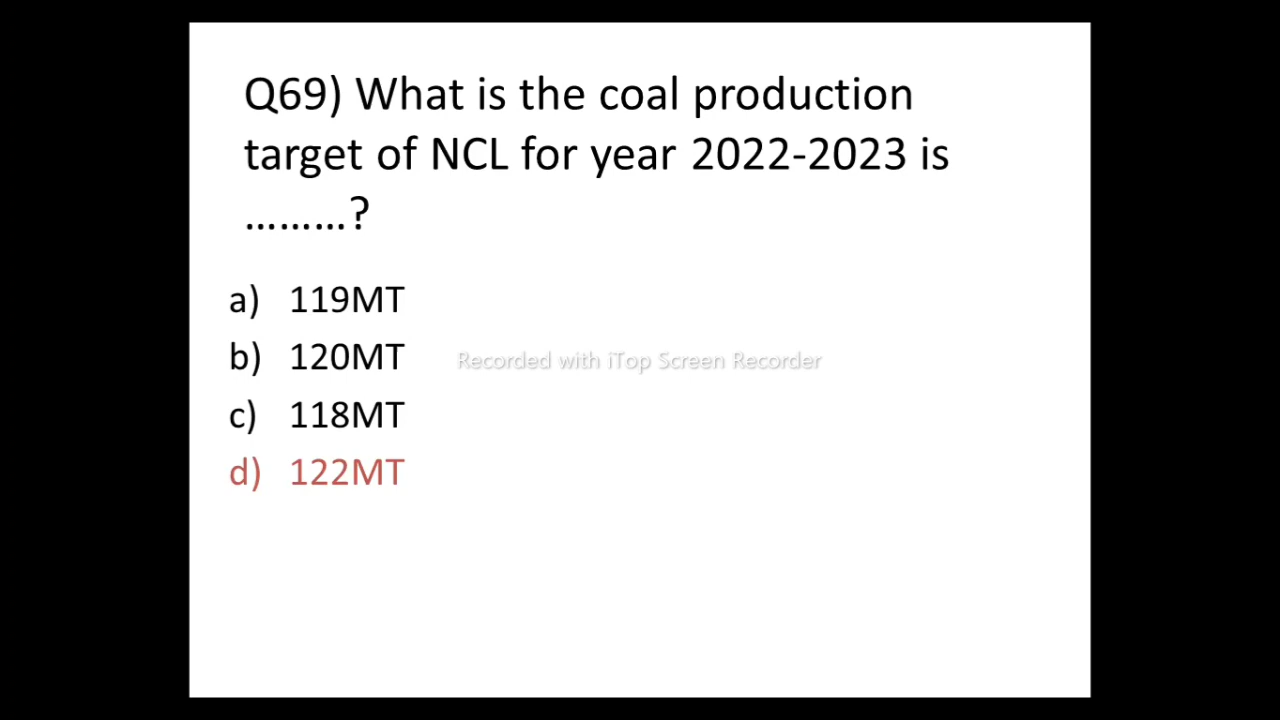 Q69) What is the coal production
target of NCL for year 2022-2023 is
………?
a) 119MT
b) 120MT
Recorded with iTop Screen Recorder
c) 118MT
d) 122MT